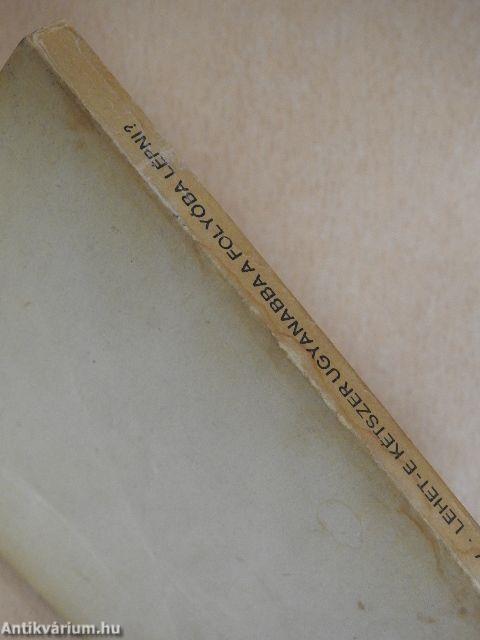 · LEHET-E KÉTSZER UGYANABBA A FOLYÓBA LÉPNI?
Antikvárium.hu